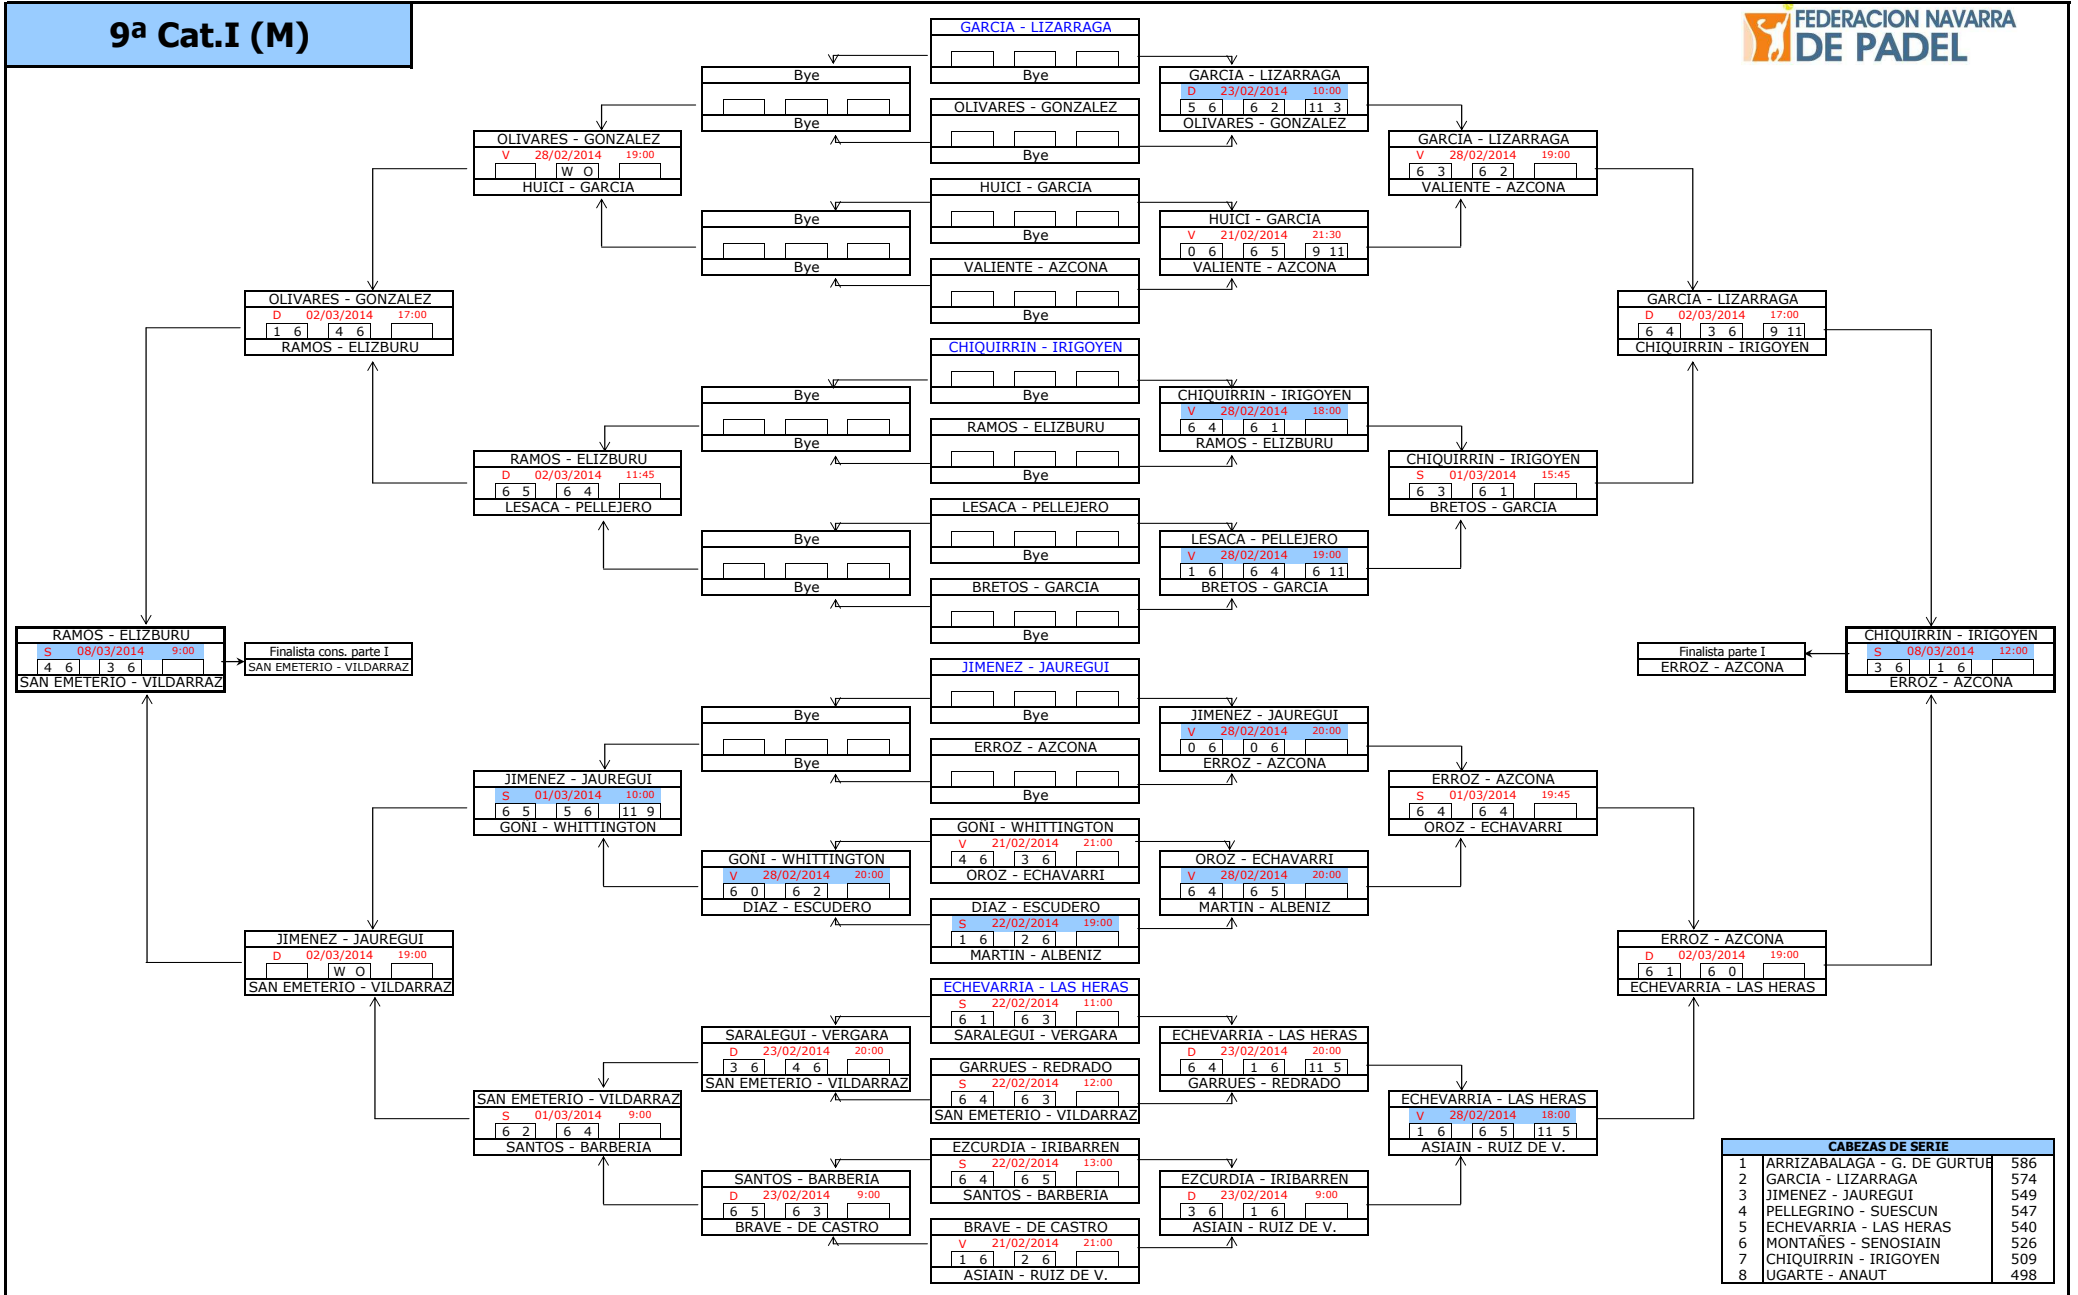 9ª Cat.I (M)
FEDERACION NAVARRA
DE PADEL
GARCIA - LIZARRAGA
Bye
OLIVARES - GONZALEZ
Bye
HUICI - GARCIA
Bye
VALIENTE - AZCONA
Bye
CHIQUIRRIN - IRIGOYEN
Bye
RAMOS - ELIZBURU
Bye
LESACA - PELLEJERO
Bye
BRETOS - GARCIA
Bye
JIMENEZ - JAUREGUI
Bye
ERROZ - AZCONA
Bye
GOÑI - WHITTINGTON
V 21/02/2014 21:00
4 6 3 6
OROZ - ECHAVARRI
DIAZ - ESCUDERO
S 22/02/2014 19:00
1 6 2 6
MARTIN - ALBENIZ
ECHEVARRIA - LAS HERAS
S 22/02/2014 11:00
6 1 6 3
SARALEGUI - VERGARA
GARRUES - REDRADO
S 22/02/2014 12:00
6 4 6 3
SAN EMETERIO - VILDARRAZ
EZCURDIA - IRIBARREN
S 22/02/2014 13:00
6 4 6 5
SANTOS - BARBERIA
BRAVE - DE CASTRO
V 21/02/2014 21:00
1 6 2 6
ASIAIN - RUIZ DE V.
Bye
Bye
Bye
Bye
Bye
Bye
Bye
Bye
Bye
Bye
GOÑI - WHITTINGTON
V 28/02/2014 20:00
6 0 6 2
DIAZ - ESCUDERO
SARALEGUI - VERGARA
D 23/02/2014 20:00
3 6 4 6
SAN EMETERIO - VILDARRAZ
SANTOS - BARBERIA
D 23/02/2014 9:00
6 5 6 3
BRAVE - DE CASTRO
OLIVARES - GONZALEZ
V 28/02/2014 19:00
W O
HUICI - GARCIA
RAMOS - ELIZBURU
D 02/03/2014 11:45
6 5 6 4
LESACA - PELLEJERO
JIMENEZ - JAUREGUI
S 01/03/2014 10:00
6 5 5 6 11 9
GOÑI - WHITTINGTON
SAN EMETERIO - VILDARRAZ
S 01/03/2014 9:00
6 2 6 4
SANTOS - BARBERIA
OLIVARES - GONZALEZ
D 02/03/2014 17:00
1 6 4 6
RAMOS - ELIZBURU
JIMENEZ - JAUREGUI
D 02/03/2014 19:00
W O
SAN EMETERIO - VILDARRAZ
RAMOS - ELIZBURU
S 08/03/2014 9:00
4 6 3 6
SAN EMETERIO - VILDARRAZ
Finalista cons. parte I
SAN EMETERIO - VILDARRAZ
GARCIA - LIZARRAGA
D 23/02/2014 10:00
5 6 6 2 11 3
OLIVARES - GONZALEZ
HUICI - GARCIA
V 21/02/2014 21:30
0 6 6 5 9 11
VALIENTE - AZCONA
CHIQUIRRIN - IRIGOYEN
V 28/02/2014 18:00
6 4 6 1
RAMOS - ELIZBURU
LESACA - PELLEJERO
V 28/02/2014 19:00
1 6 6 4 6 11
BRETOS - GARCIA
JIMENEZ - JAUREGUI
V 28/02/2014 20:00
0 6 0 6
ERROZ - AZCONA
OROZ - ECHAVARRI
V 28/02/2014 20:00
6 4 6 5
MARTIN - ALBENIZ
ECHEVARRIA - LAS HERAS
D 23/02/2014 20:00
6 4 1 6 11 5
GARRUES - REDRADO
EZCURDIA - IRIBARREN
D 23/02/2014 9:00
3 6 1 6
ASIAIN - RUIZ DE V.
GARCIA - LIZARRAGA
V 28/02/2014 19:00
6 3 6 2
VALIENTE - AZCONA
CHIQUIRRIN - IRIGOYEN
S 01/03/2014 15:45
6 3 6 1
BRETOS - GARCIA
ERROZ - AZCONA
S 01/03/2014 19:45
6 4 6 4
OROZ - ECHAVARRI
ECHEVARRIA - LAS HERAS
V 28/02/2014 18:00
1 6 6 5 11 5
ASIAIN - RUIZ DE V.
GARCIA - LIZARRAGA
D 02/03/2014 17:00
6 4 3 6 9 11
CHIQUIRRIN - IRIGOYEN
ERROZ - AZCONA
D 02/03/2014 19:00
6 1 6 0
ECHEVARRIA - LAS HERAS
Finalista parte I
ERROZ - AZCONA
CHIQUIRRIN - IRIGOYEN
S 08/03/2014 12:00
3 6 1 6
ERROZ - AZCONA
CABEZAS DE SERIE
1 ARRIZABALAGA - G. DE GURTUE 586
2 GARCIA - LIZARRAGA 574
3 JIMENEZ - JAUREGUI 549
4 PELLEGRINO - SUESCUN 547
5 ECHEVARRIA - LAS HERAS 540
6 MONTAÑES - SENOSIAIN 526
7 CHIQUIRRIN - IRIGOYEN 509
8 UGARTE - ANAUT 498